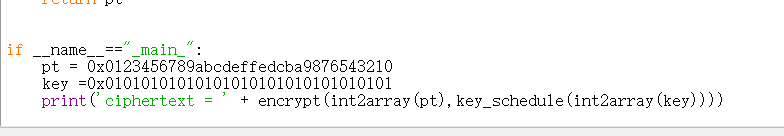 return pt
if __name__=="_main_":
pt = 0x0123456789abcdeffedcba9876543210
key =0x01010101010101010101010101010101
print('ciphertext = ' + encrypt(int2array(pt),key_schedule(int2array(key))))